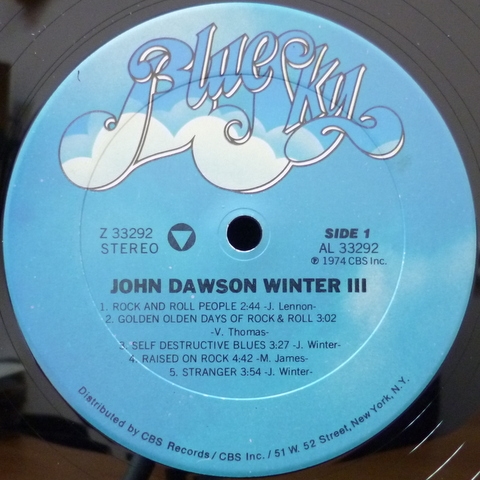 Blue Sky
Z 33292
STEREO
SIDE 1
AL 33292
℗ 1974 CBS Inc.
JOHN DAWSON WINTER III
1. ROCK AND ROLL PEOPLE 2:44 -J. Lennon-
2. GOLDEN OLDEN DAYS OF ROCK & ROLL 3:02
-V. Thomas-
3. SELF DESTRUCTIVE BLUES 3:27 -J. Winter-
4. RAISED ON ROCK 4:42 -M. James-
5. STRANGER 3:54 -J. Winter-
Distributed by CBS Records / CBS Inc. / 51 W. 52 Street, New York, N.Y.